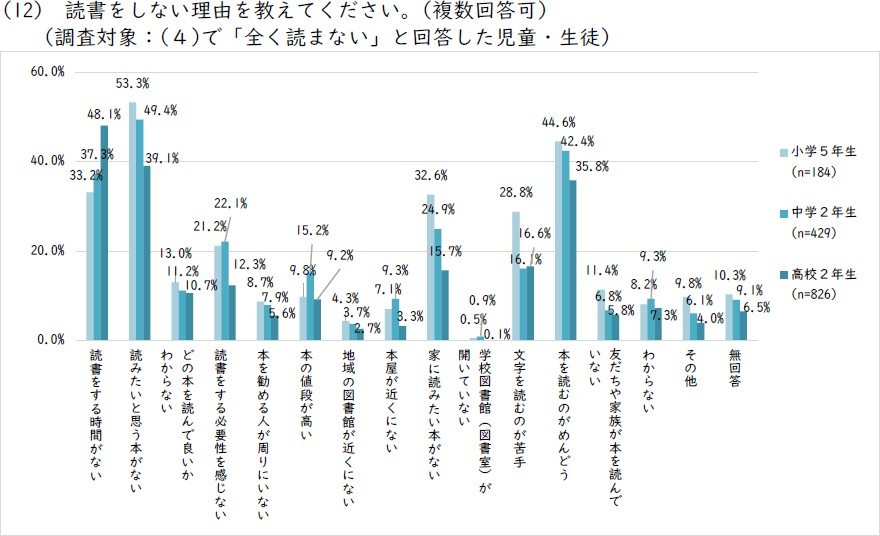 （12）　読書をしない理由を教えてください。（複数回答可）
（調査対象：（４）で「全く読まない」と回答した児童・生徒）
60.0%
40.0%
20.0%
0.0%
33.2%
37.3%
48.1%
53.3%
49.4%
39.1%
13.0%
11.2%
10.7%
21.2%
22.1%
12.3%
8.7%
7.9%
5.6%
9.8%
15.2%
9.2%
4.3%
3.7%
2.7%
7.1%
9.3%
3.3%
32.6%
24.9%
15.7%
0.5%
0.9%
0.1%
28.8%
16.1%
16.6%
44.6%
42.4%
35.8%
11.4%
6.8%
5.8%
8.2%
9.3%
7.3%
9.8%
6.1%
4.0%
10.3%
9.1%
6.5%
読書をする時間がない
読みたいと思う本がない
どの本を読んで良いか
わからない
読書をする必要性を感じない
本を勧める人が周りにいない
本の値段が高い
地域の図書館が近くにない
本屋が近くにない
家に読みたい本がない
学校図書館（図書室）が
開いていない
文字を読むのが苦手
本を読むのがめんどう
友だちや家族が本を読んで
いない
わからない
その他
無回答
小学５年生
（n=184）
中学２年生
（n=429）
高校２年生
（n=826）